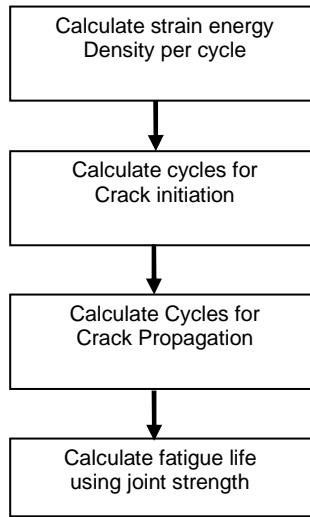 Calculate strain energy
Density per cycle
Calculate cycles for
Crack initiation
Calculate Cycles for
Crack Propagation
Calculate fatigue life
using joint strength